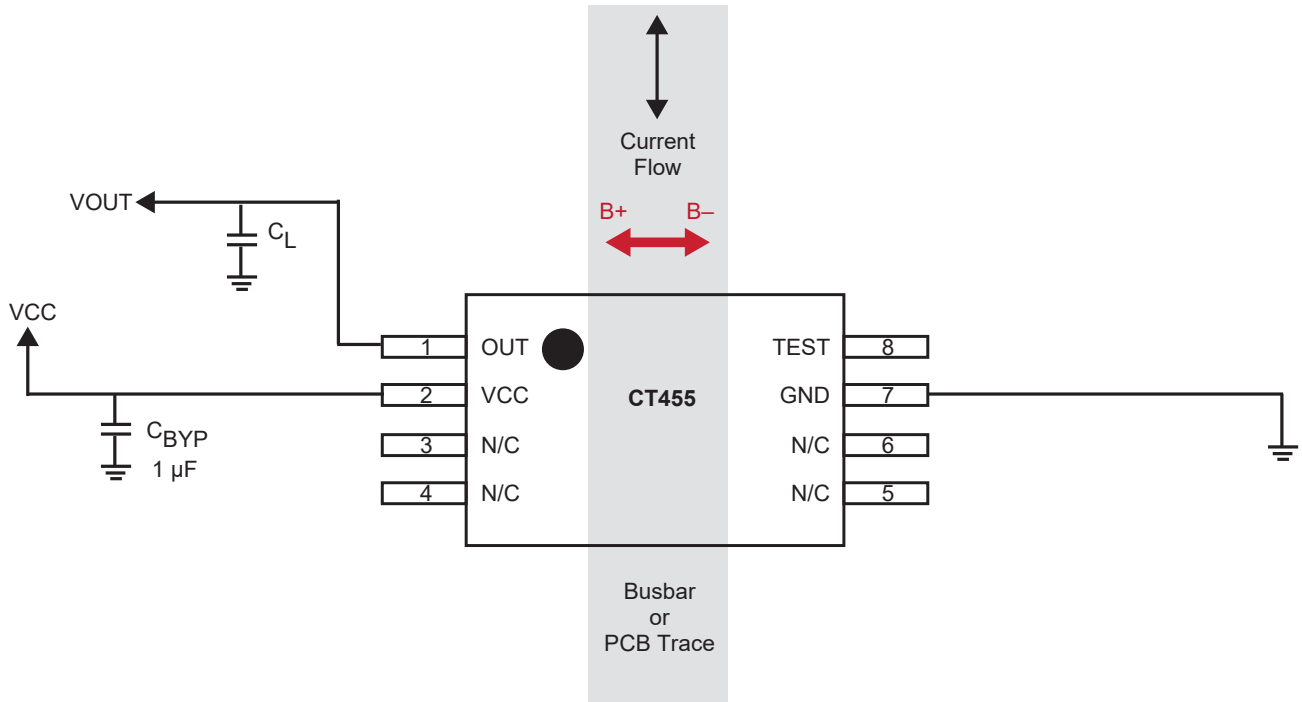 Current
Flow
B+ B–
VOUT
CL
VCC
1 OUT TEST 8
2 VCC CT455 GND 7
CBYP
1 µF
3 N/C N/C 6
4 N/C N/C 5
Busbar
or
PCB Trace